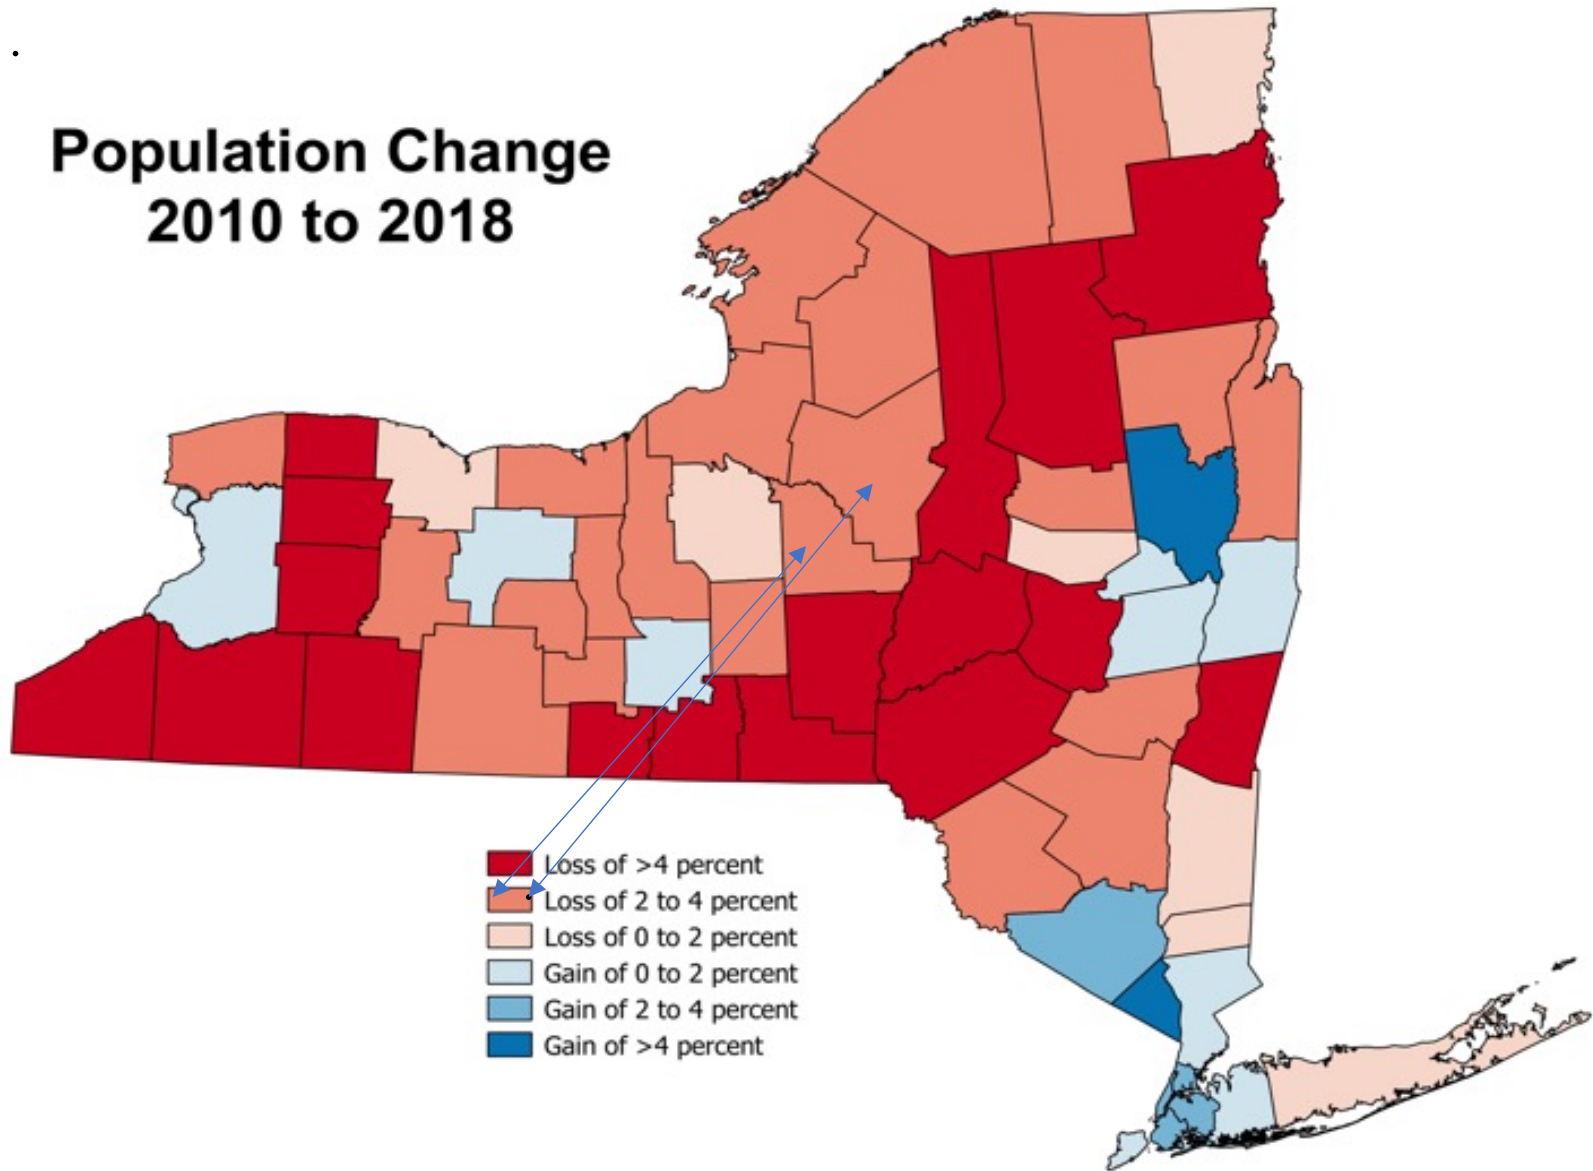 .
Population Change
2010 to 2018
Loss of >4 percent
Loss of 2 to 4 percent
Loss of 0 to 2 percent
Gain of 0 to 2 percent
Gain of 2 to 4 percent
Gain of >4 percent